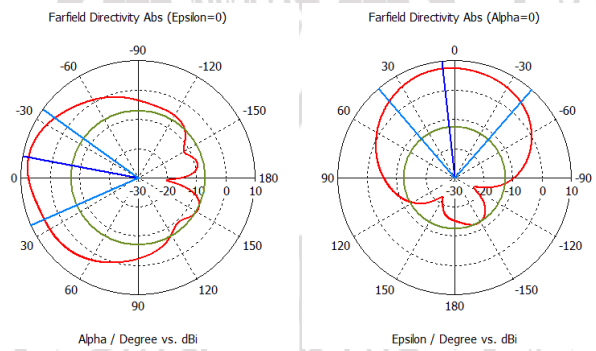 Farfield Directivity Abs (Epsilon=0)
-90
-60 -120
-30 -150
0 -30 -20 -10 0 10 180
30 150
60 120
90
Alpha / Degree vs. dBi
Farfield Directivity Abs (Alpha=0)
0
30 -30
60 -60
90 -30 -20 -10 0 10 -90
120 -120
150 -150
180
Epsilon / Degree vs. dBi